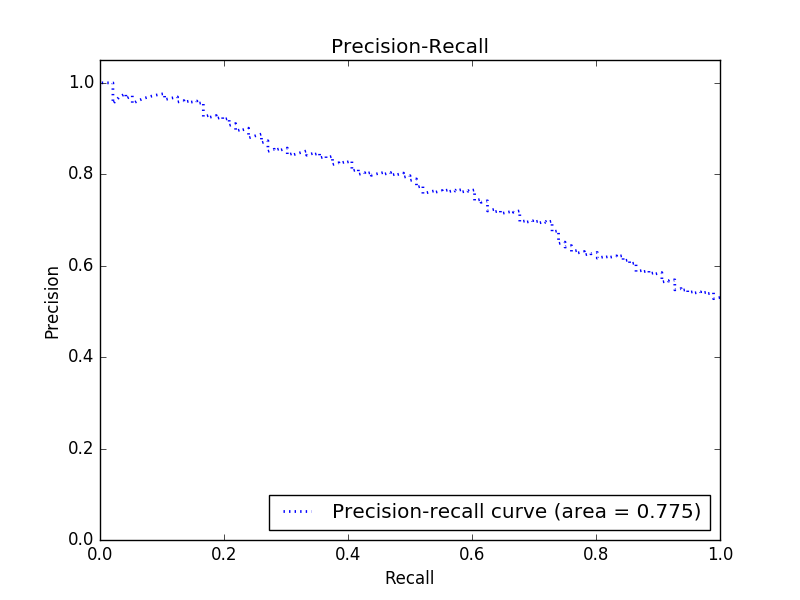 Precision-Recall
1.0
0.8
0.6
0.4
0.2
0.0
Precision
Precision-recall curve (area = 0.775)
0.0 0.2 0.4 0.6 0.8 1.0
Recall